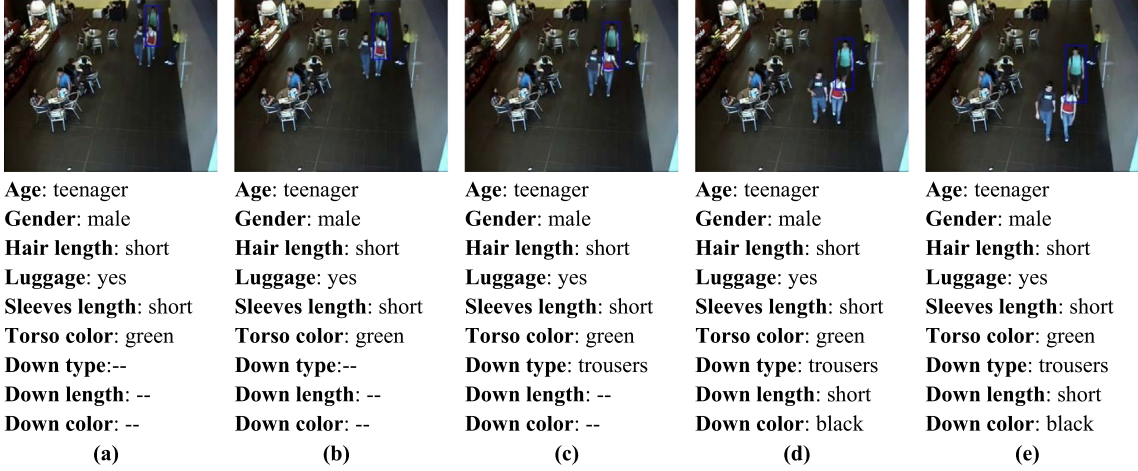 Age: teenager
Gender: male
Hair length: short
Luggage: yes
Sleeves length: short
Torso color: green
Down type:--
Down length: --
Down color: --
(a)
Age: teenager
Gender: male
Hair length: short
Luggage: yes
Sleeves length: short
Torso color: green
Down type:--
Down length: --
Down color: --
(b)
Age: teenager
Gender: male
Hair length: short
Luggage: yes
Sleeves length: short
Torso color: green
Down type: trousers
Down length: --
Down color: --
(c)
Age: teenager
Gender: male
Hair length: short
Luggage: yes
Sleeves length: short
Torso color: green
Down type: trousers
Down length: short
Down color: black
(d)
Age: teenager
Gender: male
Hair length: short
Luggage: yes
Sleeves length: short
Torso color: green
Down type: trousers
Down length: short
Down color: black
(e)